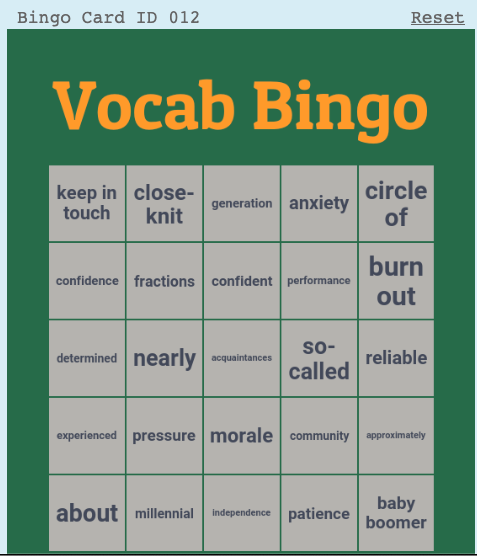 Bingo Card ID 012 Reset
Vocab Bingo
keep in touch close-knit generation anxiety circle of
confidence fractions confident performance burn out
determined nearly acquaintances so-called reliable
experienced pressure morale community approximately
about millennial independence patience baby boomer